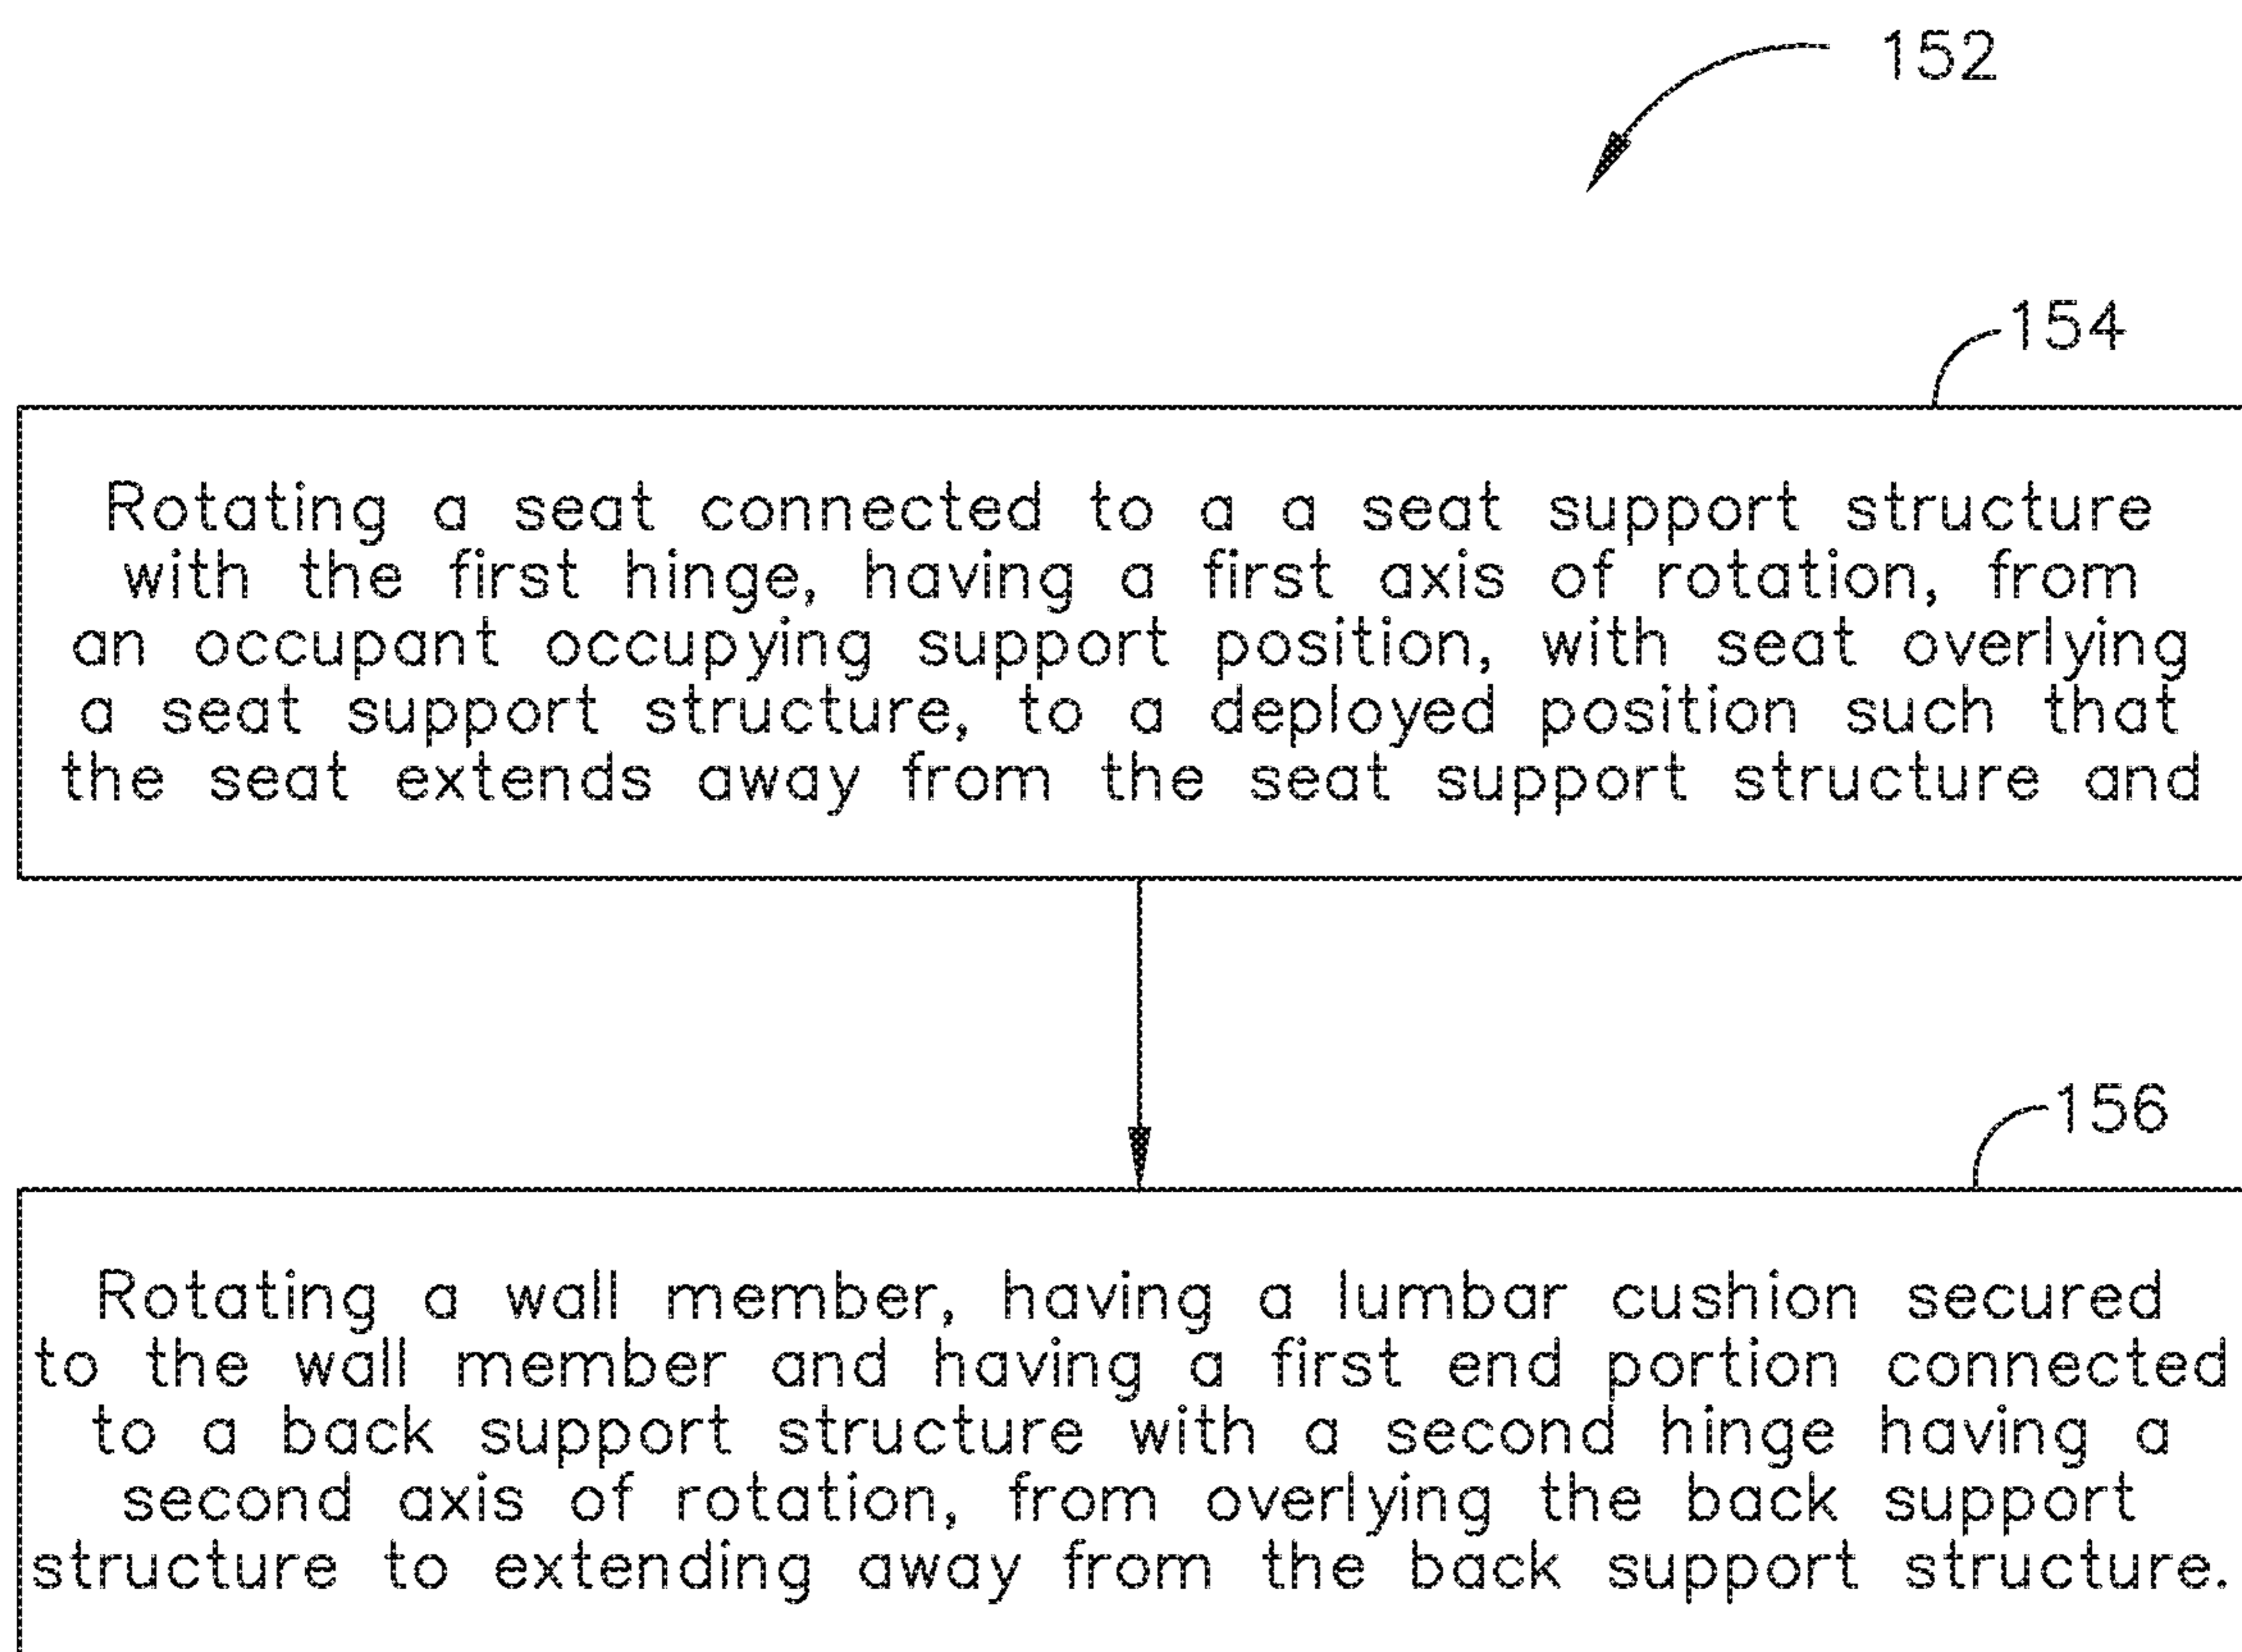 152
154
Rotating a seat connected to a a seat support structure
with the first hinge, having a first axis of rotation, from
an occupant occupying support position, with seat overlying
a seat support structure, to a deployed position such that
the seat extends away from the seat support structure and
156
Rotating a wall member, having a lumbar cushion secured
to the wall member and having a first end portion connected
to a back support structure with a second hinge having a
second axis of rotation, from overlying the back support
structure to extending away from the back support structure.